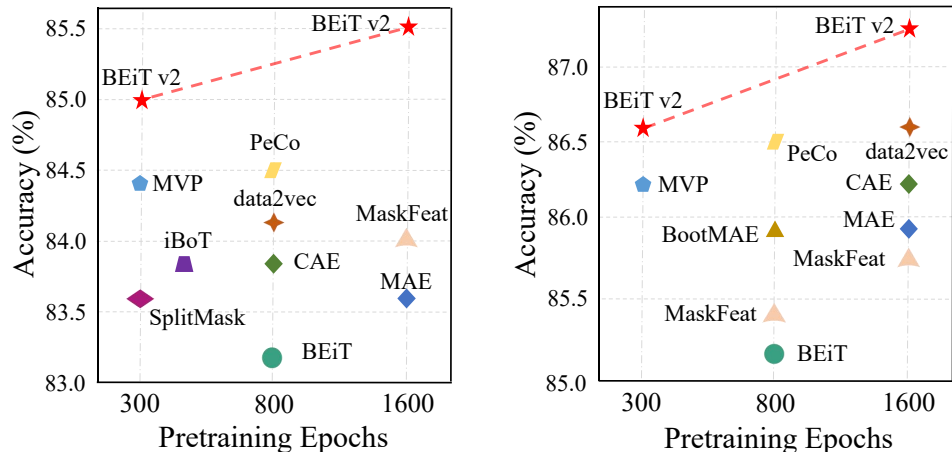 BEiT v2
85.5
BEiT v2
85.0
PeCo
84.5
MVP
data2vec
MaskFeat
84.0
iBoT
CAE
MAE
83.5
SplitMask
BEiT
83.0
300
800
1600
Pretraining Epochs
Accuracy (%)
BEiT v2
87.0
BEiT v2
86.5
PeCo
data2vec
MVP
CAE
86.0
BootMAE
MAE
MaskFeat
85.5
MaskFeat
BEiT
85.0
300
800
1600
Pretraining Epochs
Accuracy (%)